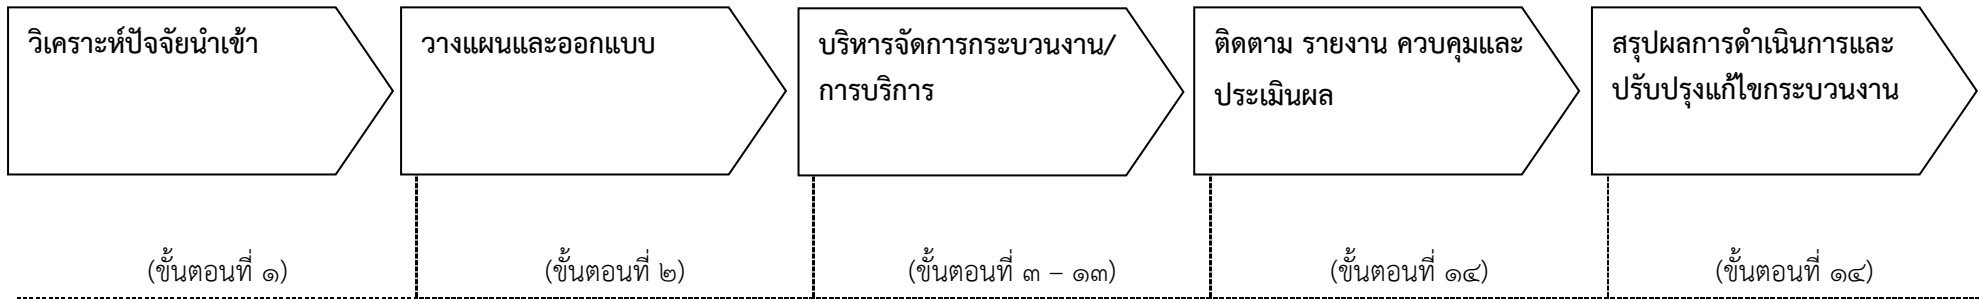 วิเคราะห์ปัจจัยนำเข้า
วางแผนและออกแบบ
บริหารจัดการกระบวนงาน/
การบริการ
ติดตาม รายงาน ควบคุมและ
ประเมินผล
สรุปผลการดำเนินการและ
ปรับปรุงแก้ไขกระบวนงาน
(ขั้นตอนที่ ๑)
(ขั้นตอนที่ ๒)
(ขั้นตอนที่ ๓ – ๑๓)
(ขั้นตอนที่ ๑๔)
(ขั้นตอนที่ ๑๔)